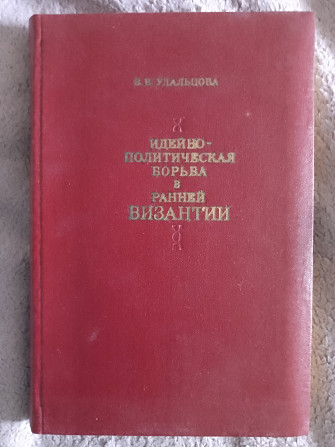 З. В. УДАЛЬЦОВА
ИДЕЙНО-
ПОЛИТИЧЕСКАЯ
БОРЬБА
В
РАННЕЙ
ВИЗАНТИИ